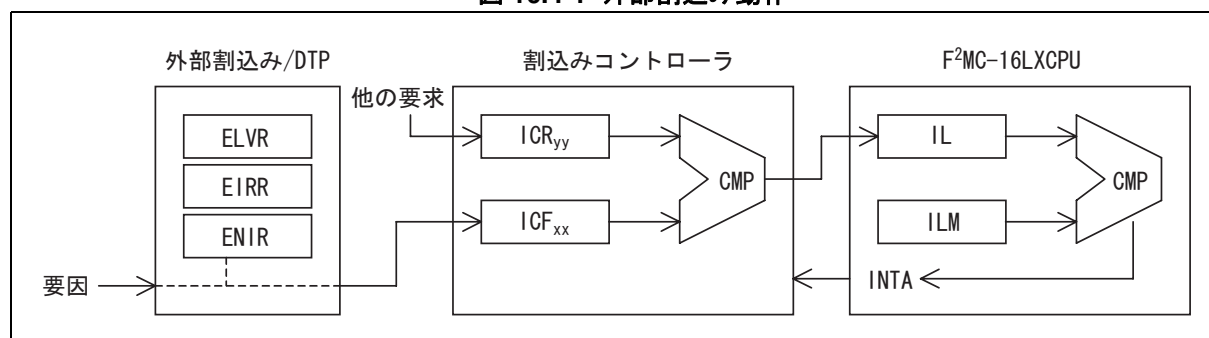 外部割込み/DTP
割込みコントローラ
F²MC-16LXCPU
他の要求
ELVR
EIRR
ENIR
要因
ICRyy
ICFxx
CMP
IL
ILM
CMP
INTA